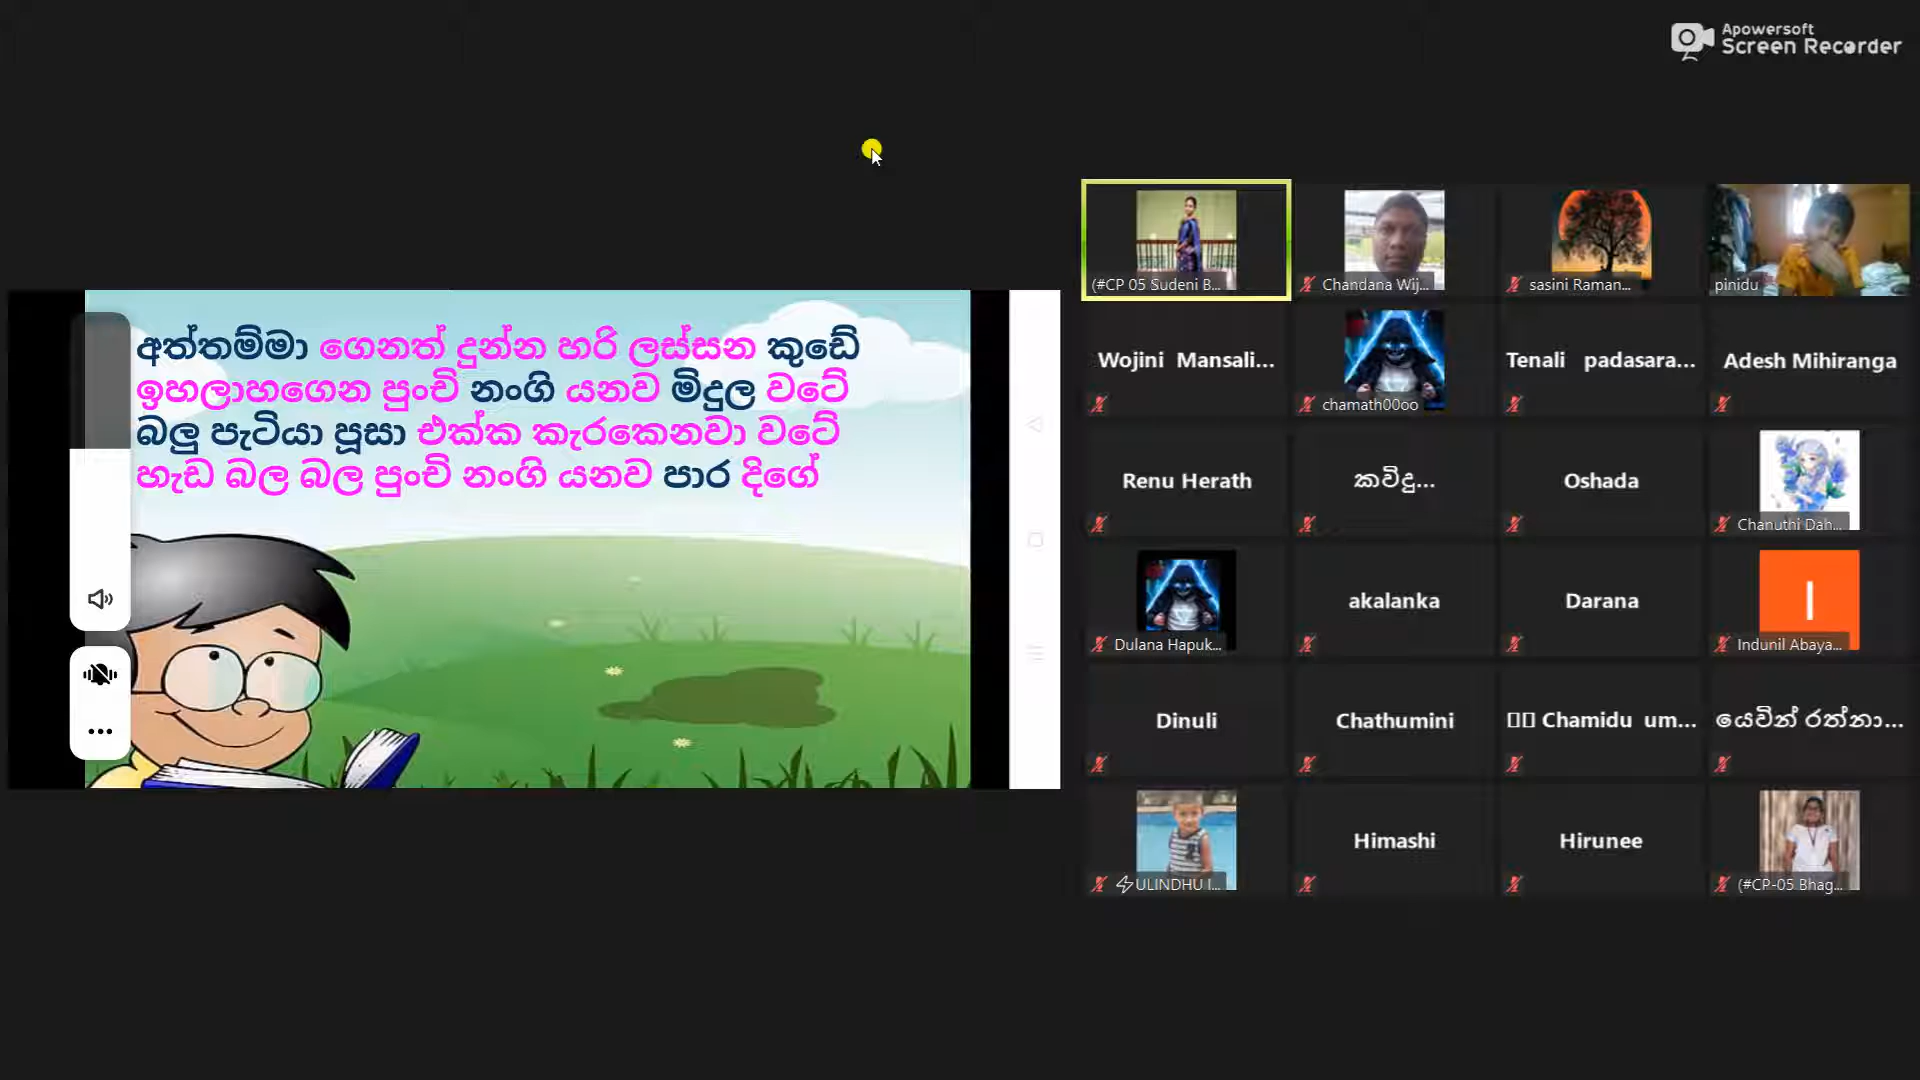 Apowersoft
Screen Recorder
අත්තම්මා ගෙනත් දුන්න හරි ලස්සන කුඩේ
ඉහලාගෙන පුංචි නංගි යනව මිදුල වටේ
බලු පැටියා පූසා එක්ක කැරකෙනවා වටේ
හැඩ බල බල පුංචි නංගි යනව පාර දිගේ
(#CP 05 Sudeni B...
Chandana Wij...
sasini Raman...
pinidu
Wojini Mansali...
chamath00oo
Tenali padasara...
Adesh Mihiranga
Renu Herath
කවිදු...
Oshada
Chanuthi Dah...
Dulana Hapuk...
akalanka
Darana
I
Indunil Abaya...
Dinuli
Chathumini
Chamidu um...
යෙවින් රත්නා...
ULINDHU I...
Himashi
Hirunee
(#CP-05 Bhag...